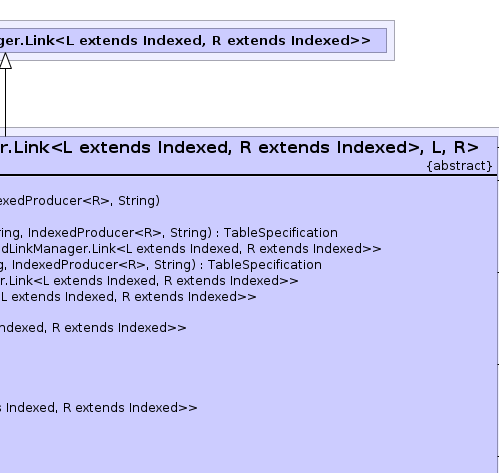 ger.Link<L extends Indexed, R extends Indexed>>
r.Link<L extends Indexed, R extends Indexed>, L, R>
{abstract}
exedProducer<R>, String)
ring, IndexedProducer<R>, String) : TableSpecification
dLinkManager.Link<L extends Indexed, R extends Indexed>>
g, IndexedProducer<R>, String) : TableSpecification
r.Link<L extends Indexed, R extends Indexed>>
L extends Indexed, R extends Indexed>>
ndexed, R extends Indexed>>
s Indexed, R extends Indexed>>